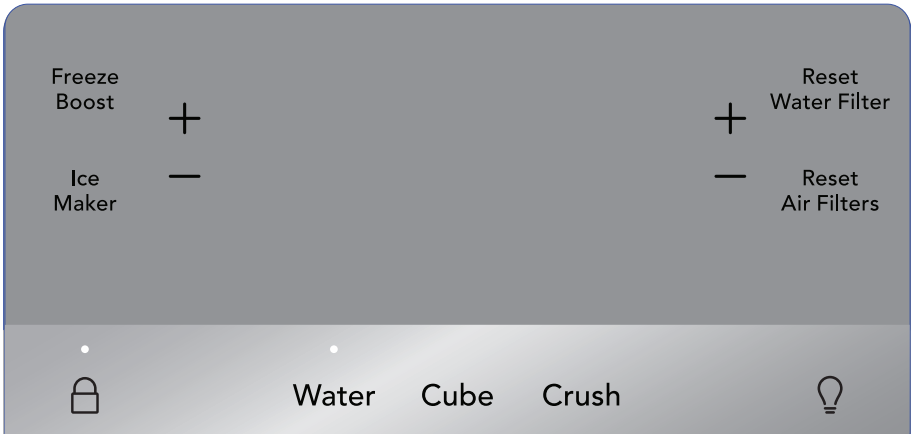 Freeze
Boost
+
+
Reset
Water Filter
Ice
Maker
−
−
Reset
Air Filters
Water
Cube
Crush